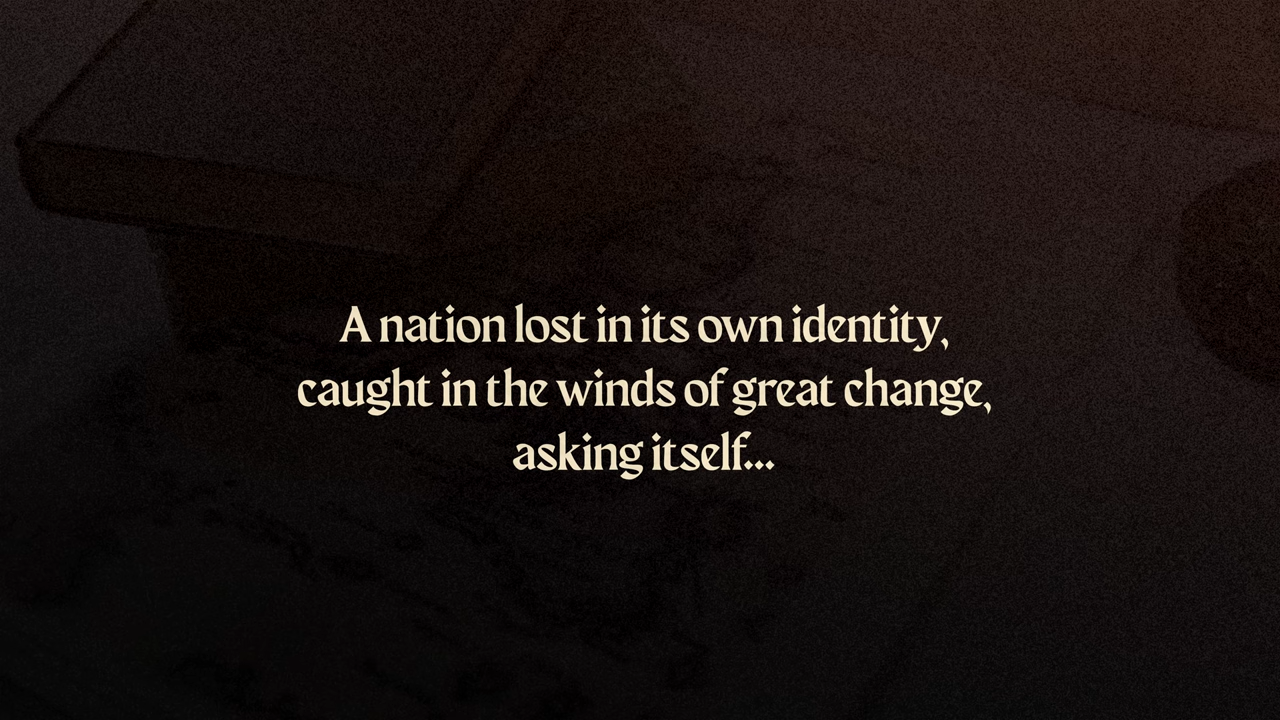 A nation lost in its own identity,
caught in the winds of great change,
asking itself...